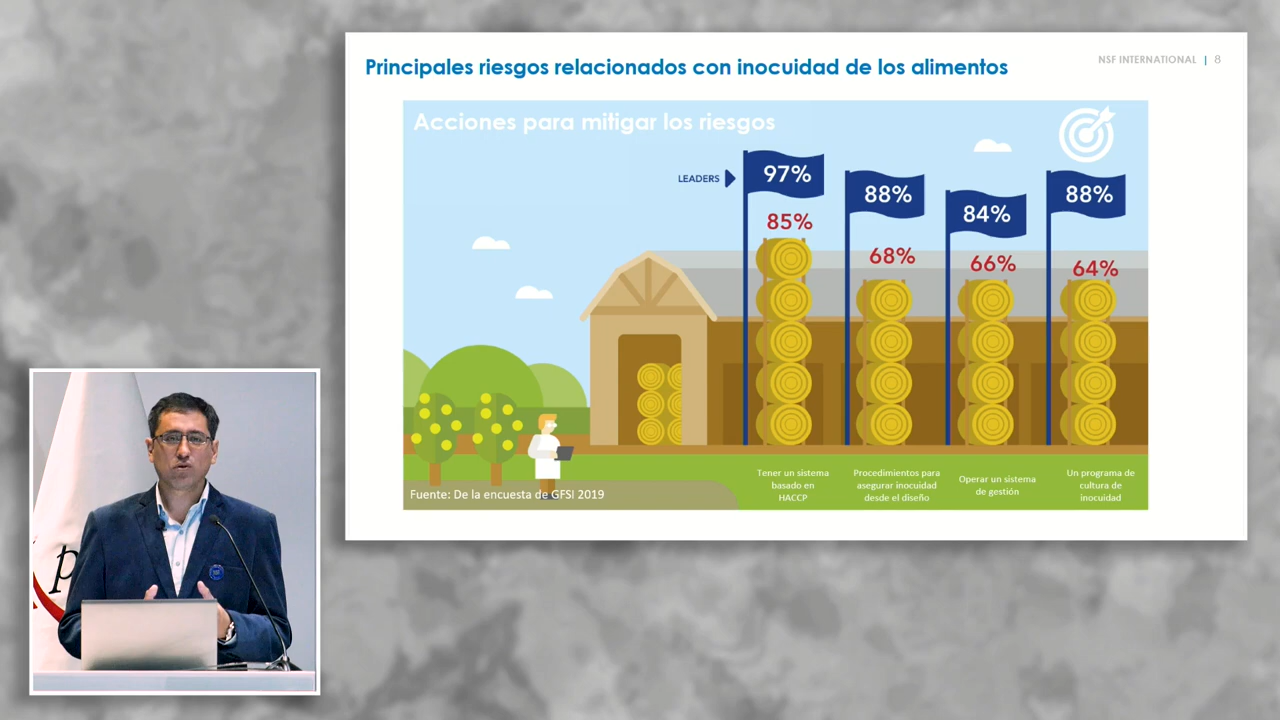 Principales riesgos relacionados con inocuidad de los alimentos
NSF INTERNATIONAL | 8
Acciones para mitigar los riesgos
LEADERS
97%
88%
84%
88%
85%
68%
66%
64%
Tener un sistema
basado en
HACCP
Procedimientos para
asegurar inocuidad
desde el diseño
Operar un sistema
de gestión
Un programa de
cultura de
inocuidad
Fuente: De la encuesta de GFSI 2019
p